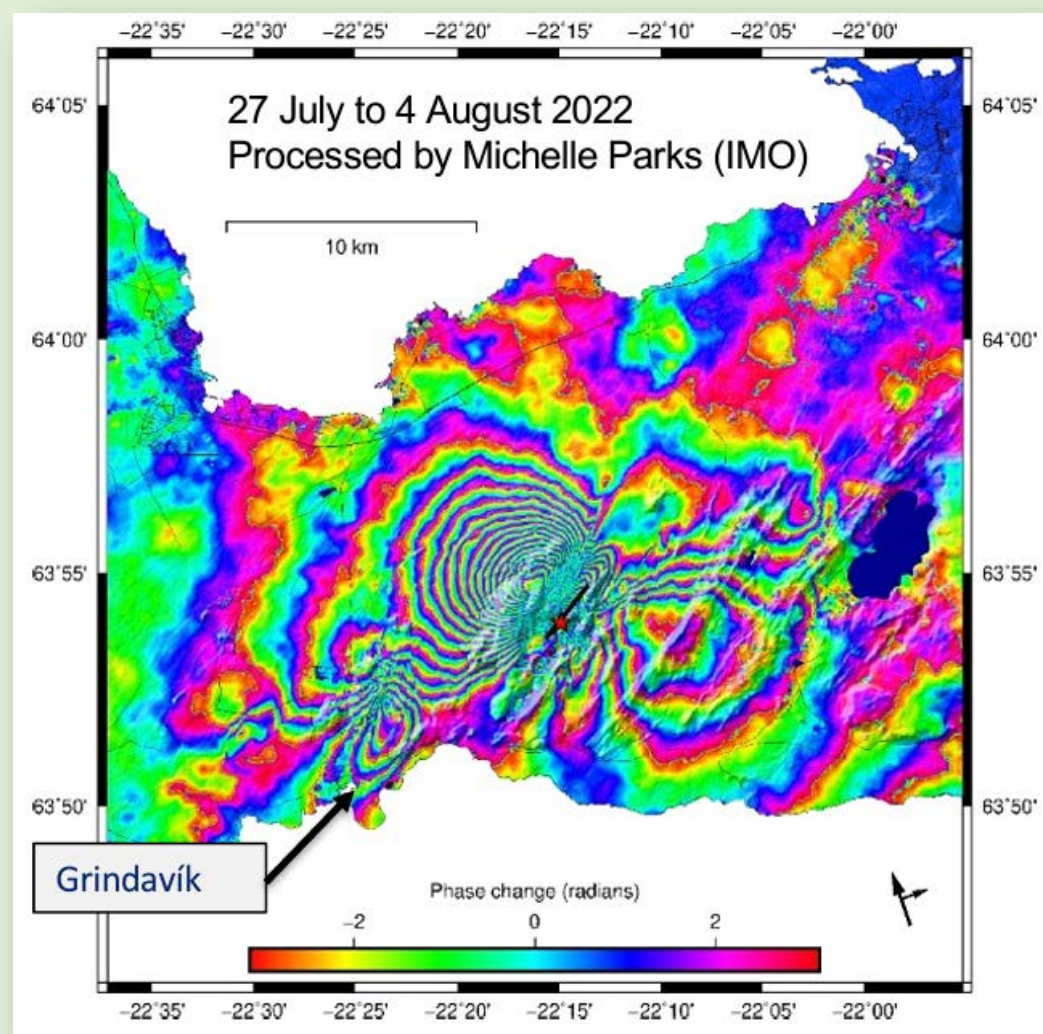 −22°35' −22°30' −22°25' −22°20' −22°15' −22°10' −22°05' −22°00'
64°05' 64°05'
27 July to 4 August 2022
Processed by Michelle Parks (IMO)
10 km
64°00' 64°00'
63°55' 63°55'
63°50' 63°50'
Grindavík
Phase change (radians)
−2 0 2
−22°35' −22°30' −22°25' −22°20' −22°15' −22°10' −22°05' −22°00'